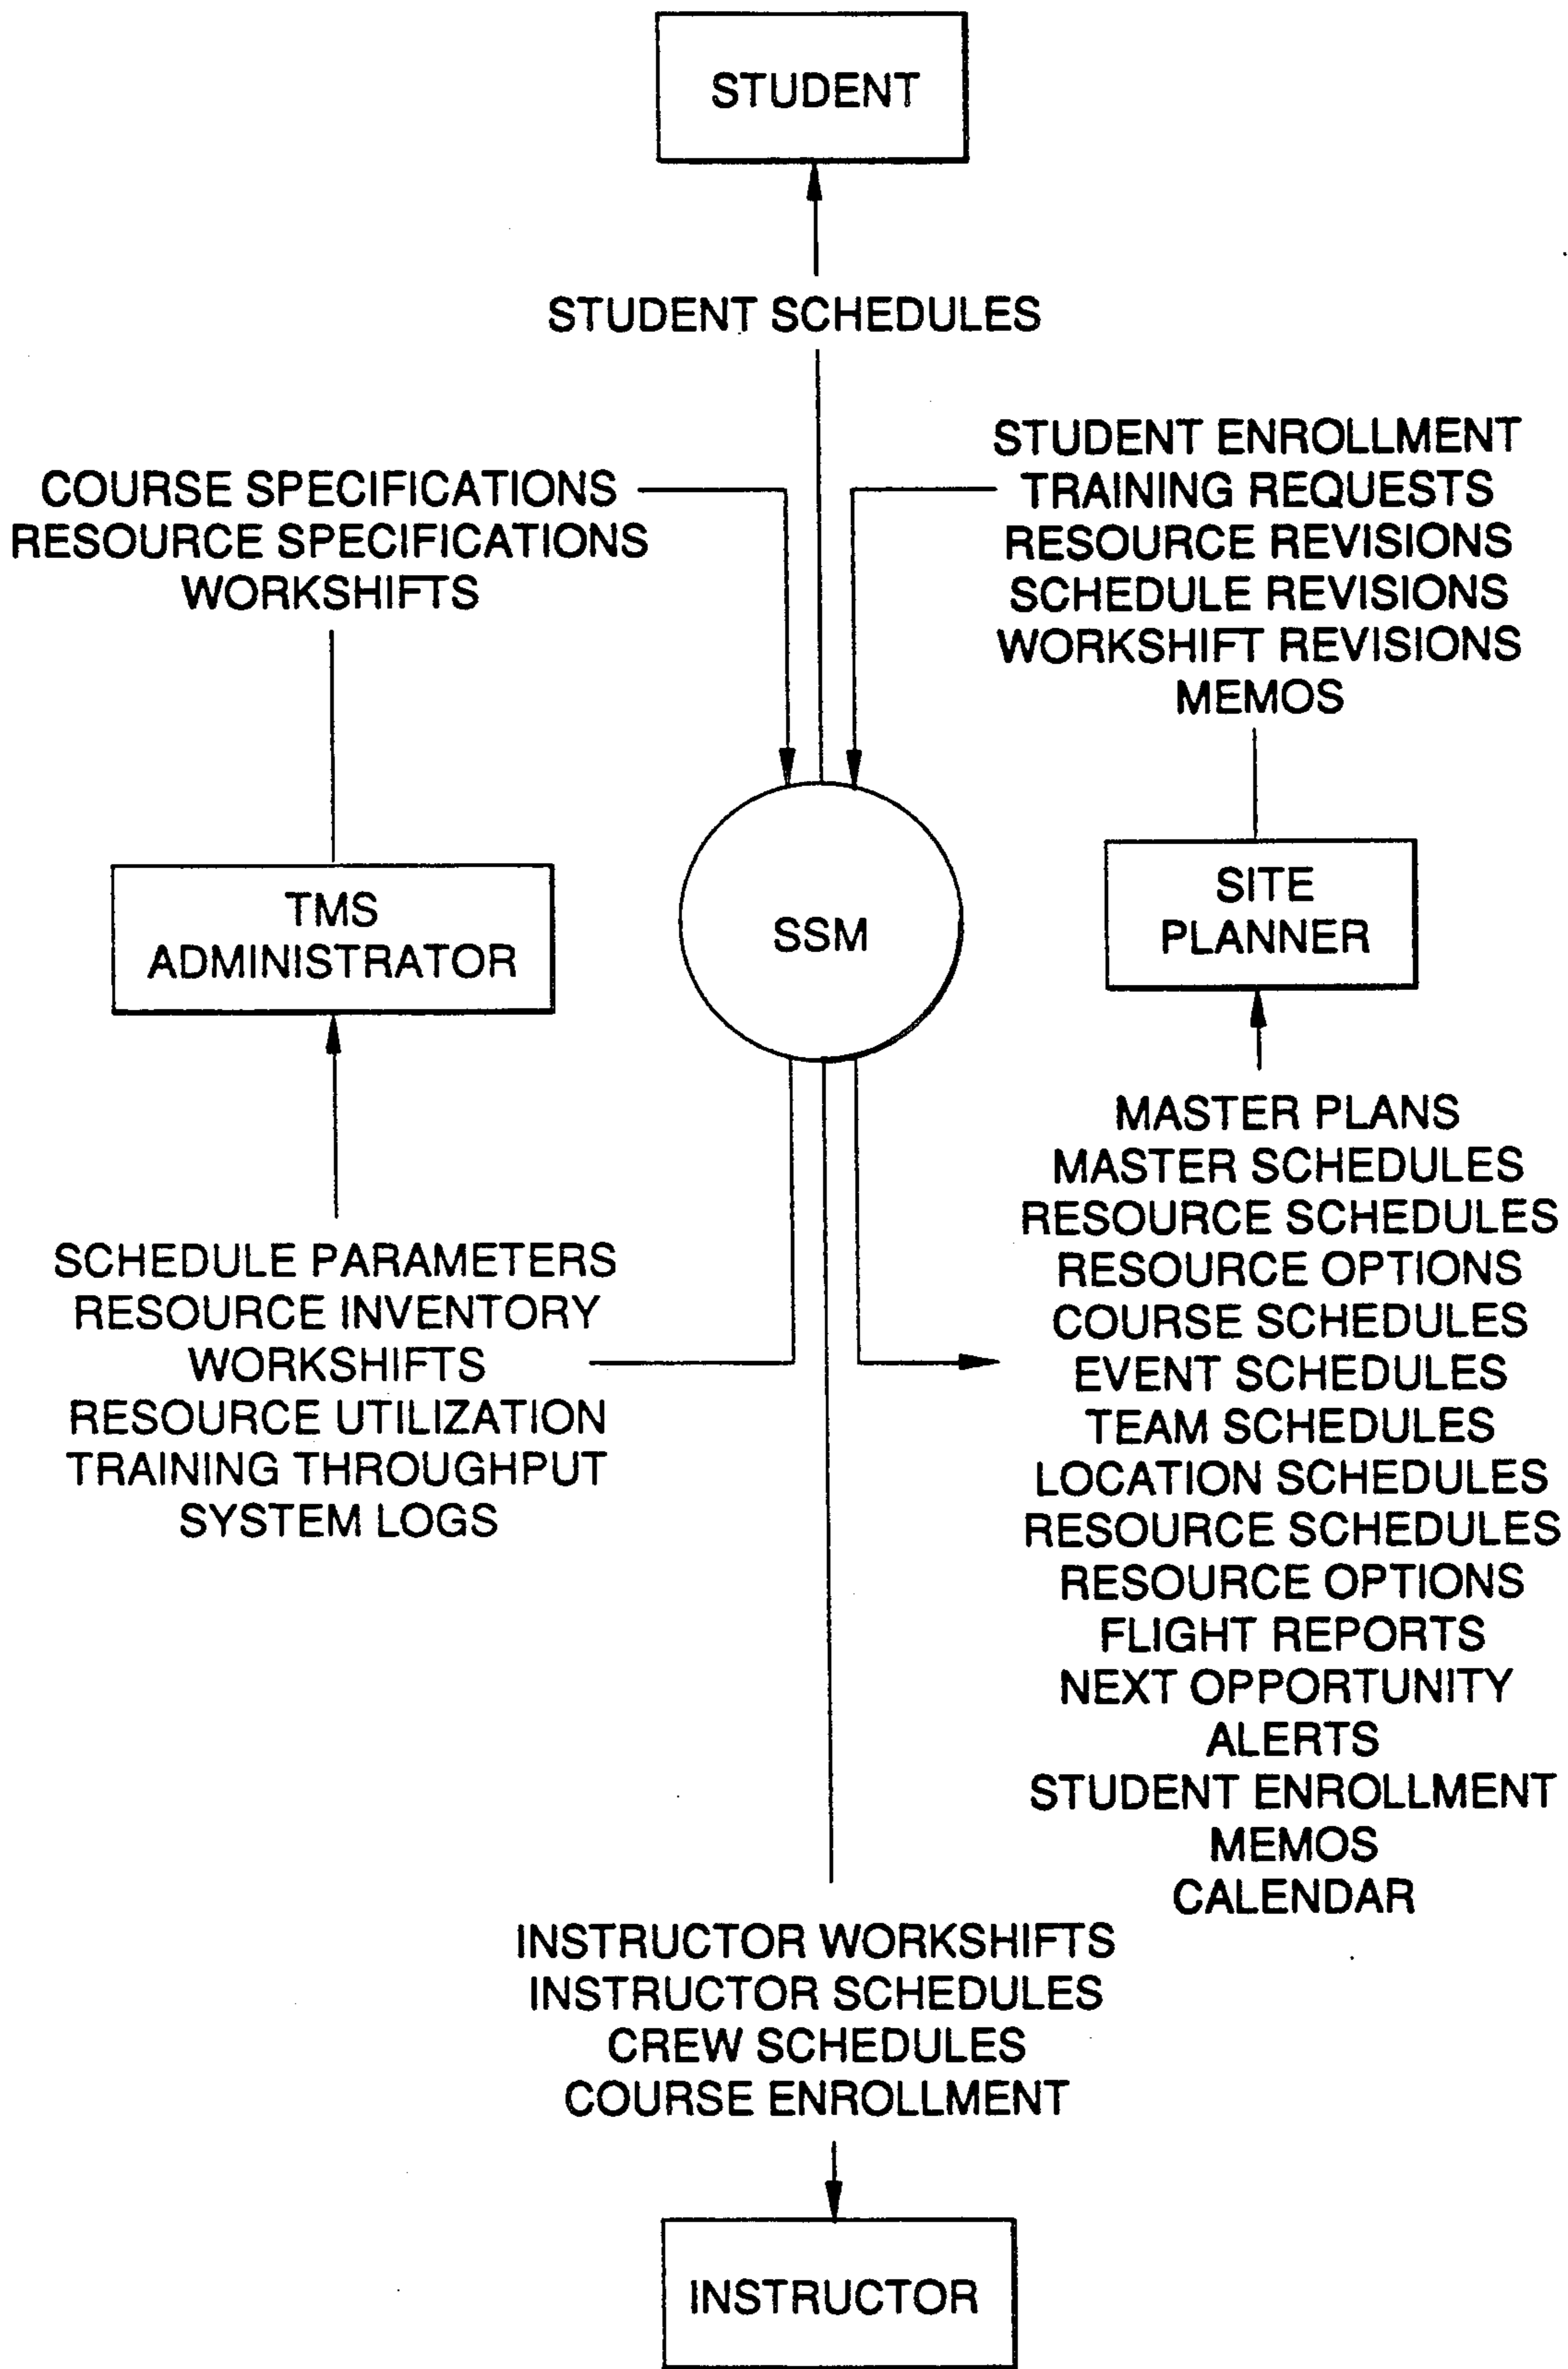 STUDENT
STUDENT SCHEDULES
COURSE SPECIFICATIONS
RESOURCE SPECIFICATIONS
WORKSHIFTS
STUDENT ENROLLMENT
TRAINING REQUESTS
RESOURCE REVISIONS
SCHEDULE REVISIONS
WORKSHIFT REVISIONS
MEMOS
TMS
ADMINISTRATOR
SSM
SITE
PLANNER
SCHEDULE PARAMETERS
RESOURCE INVENTORY
WORKSHIFTS
RESOURCE UTILIZATION
TRAINING THROUGHPUT
SYSTEM LOGS
MASTER PLANS
MASTER SCHEDULES
RESOURCE SCHEDULES
RESOURCE OPTIONS
COURSE SCHEDULES
EVENT SCHEDULES
TEAM SCHEDULES
LOCATION SCHEDULES
RESOURCE SCHEDULES
RESOURCE OPTIONS
FLIGHT REPORTS
NEXT OPPORTUNITY
ALERTS
STUDENT ENROLLMENT
MEMOS
CALENDAR
INSTRUCTOR WORKSHIFTS
INSTRUCTOR SCHEDULES
CREW SCHEDULES
COURSE ENROLLMENT
INSTRUCTOR